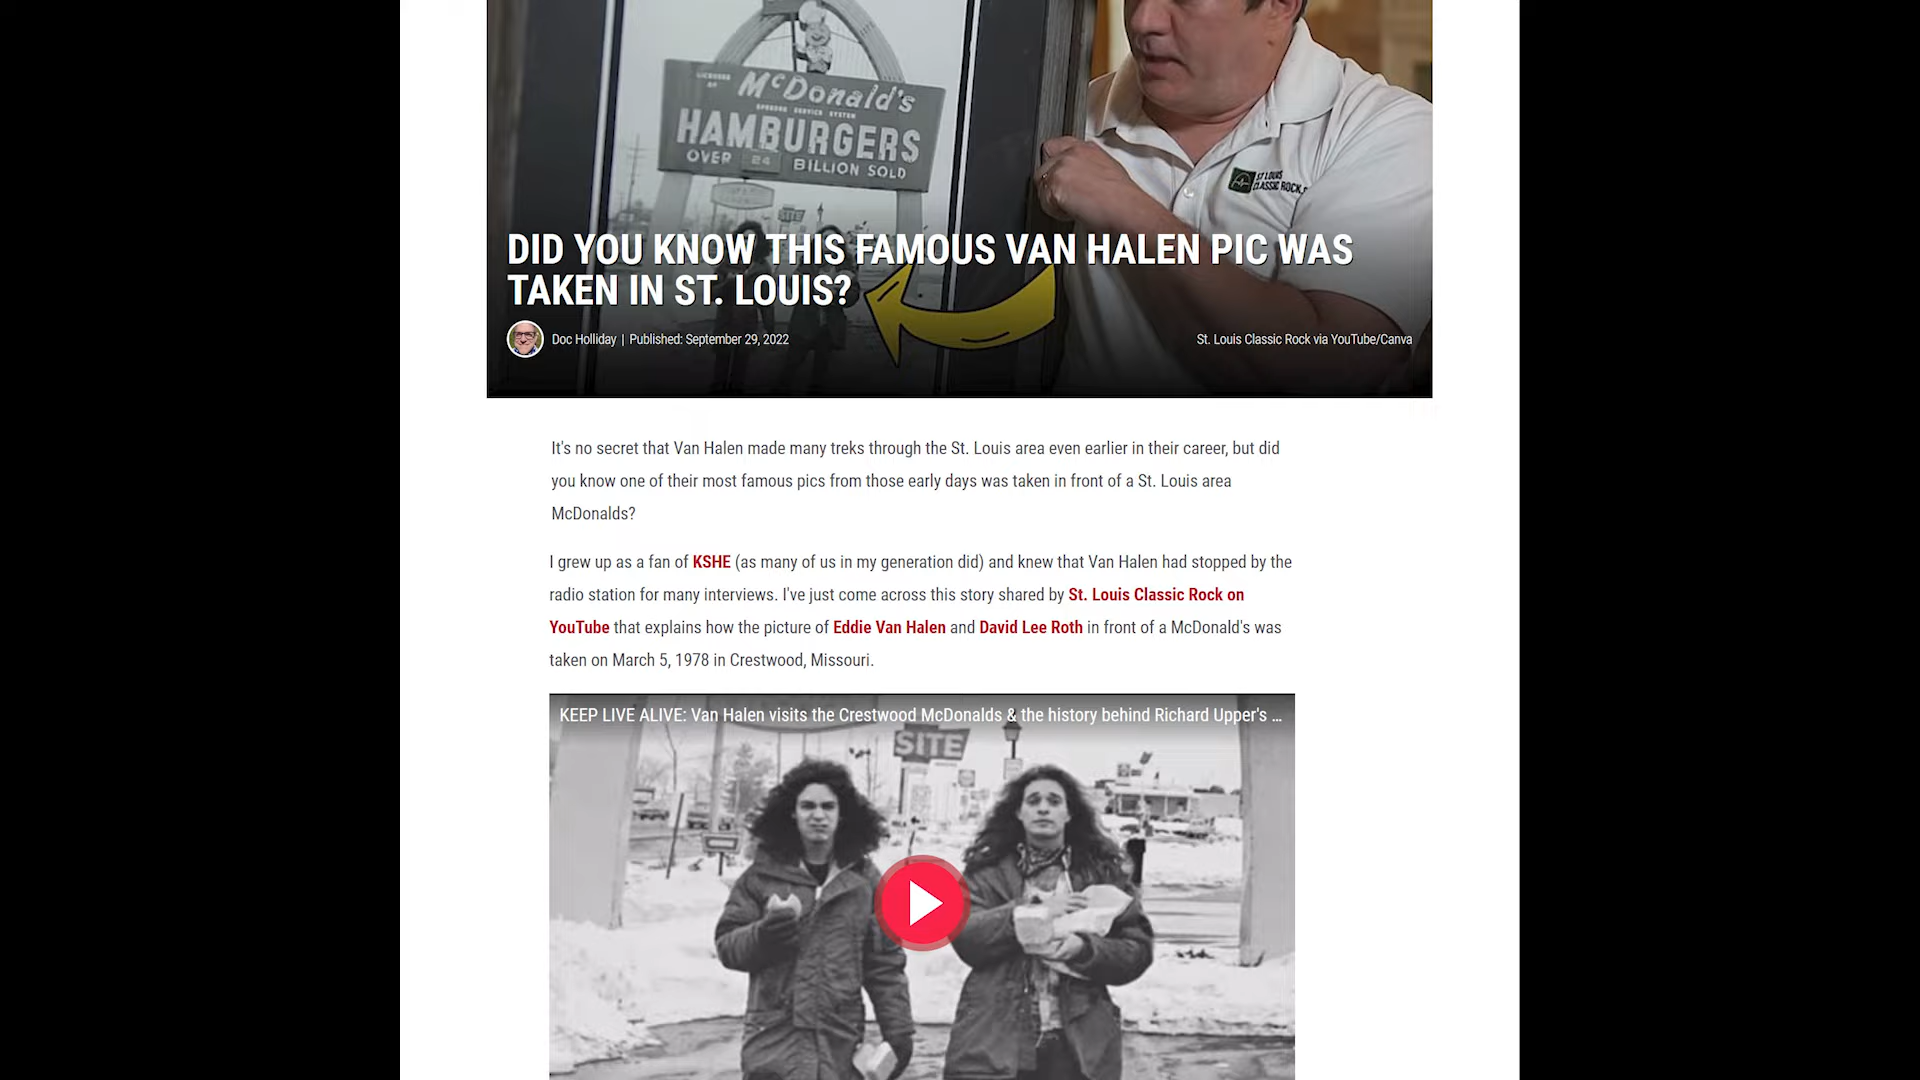 LICENSEE
OF
McDonald's
SPEEDEE SERVICE SYSTEM
HAMBURGERS
OVER 24 BILLION SOLD
SITE
ST LOUIS
CLASSIC ROCK
DID YOU KNOW THIS FAMOUS VAN HALEN PIC WAS
TAKEN IN ST. LOUIS?
Doc Holliday | Published: September 29, 2022
St. Louis Classic Rock via YouTube/Canva
It's no secret that Van Halen made many treks through the St. Louis area even earlier in their career, but did
you know one of their most famous pics from those early days was taken in front of a St. Louis area
McDonalds?
I grew up as a fan of KSHE (as many of us in my generation did) and knew that Van Halen had stopped by the
radio station for many interviews. I've just come across this story shared by St. Louis Classic Rock on
YouTube that explains how the picture of Eddie Van Halen and David Lee Roth in front of a McDonald's was
taken on March 5, 1978 in Crestwood, Missouri.
KEEP LIVE ALIVE: Van Halen visits the Crestwood McDonalds & the history behind Richard Upper's ...
SITE